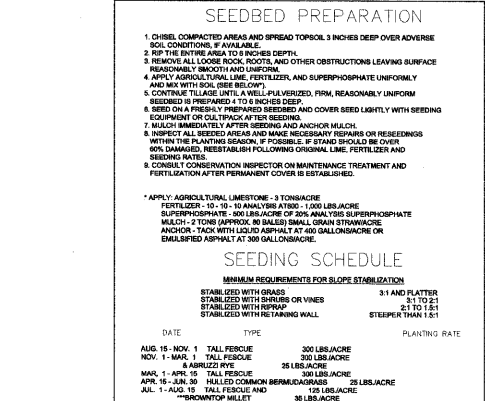 SEEDBED PREPARATION
1. CHISEL COMPACTED AREAS AND SPREAD TOPSOIL 3 INCHES DEEP OVER ADVERSE
SOIL CONDITIONS, IF AVAILABLE.
2. RIP THE ENTIRE AREA TO 6 INCHES DEPTH.
3. REMOVE ALL LOOSE ROCK, ROOTS, AND OTHER OBSTRUCTIONS LEAVING SURFACE
REASONABLY SMOOTH AND UNIFORM.
4. APPLY AGRICULTURAL LIME, FERTILIZER, AND SUPERPHOSPHATE UNIFORMLY
AND MIX WITH SOIL (SEE BELOW*).
5. CONTINUE TILLAGE UNTIL A WELL-PULVERIZED, FIRM, REASONABLY UNIFORM
SEEDBED IS PREPARED 4 TO 6 INCHES DEEP.
6. SEED ON A FRESHLY PREPARED SEEDBED AND COVER SEED LIGHTLY WITH SEEDING
EQUIPMENT OR CULTIPACK AFTER SEEDING.
7. MULCH IMMEDIATELY AFTER SEEDING AND ANCHOR MULCH.
8. INSPECT ALL SEEDED AREAS AND MAKE NECESSARY REPAIRS OR RESEEDINGS
WITHIN THE PLANTING SEASON, IF POSSIBLE. IF STAND SHOULD BE OVER
60% DAMAGED, REESTABLISH FOLLOWING ORIGINAL LIME, FERTILIZER AND
SEEDING RATES.
9. CONSULT CONSERVATION INSPECTOR ON MAINTENANCE TREATMENT AND
FERTILIZATION AFTER PERMANENT COVER IS ESTABLISHED.
* APPLY: AGRICULTURAL LIMESTONE - 3 TONS/ACRE
FERTILIZER - 10 - 10 - 10 ANALYSIS AT800 - 1,000 LBS./ACRE
SUPERPHOSPHATE - 500 LBS./ACRE OF 20% ANALYSIS SUPERPHOSPHATE
MULCH - 2 TONS (APPROX. 80 BALES) SMALL GRAIN STRAW/ACRE
ANCHOR - TACK WITH LIQUID ASPHALT AT 400 GALLONS/ACRE OR
EMULSIFIED ASPHALT AT 300 GALLONS/ACRE.
SEEDING SCHEDULE
MINIMUM REQUIREMENTS FOR SLOPE STABILIZATION
STABILIZED WITH GRASS 3:1 AND FLATTER
STABILIZED WITH SHRUBS OR VINES 3:1 TO 2:1
STABILIZED WITH RIPRAP 2:1 TO 1.5:1
STABILIZED WITH RETAINING WALL STEEPER THAN 1.5:1
DATE TYPE PLANTING RATE
AUG. 15 - NOV. 1 TALL FESCUE 300 LBS./ACRE
NOV. 1 - MAR. 1 TALL FESCUE 300 LBS./ACRE
& ABRUZZI RYE 25 LBS./ACRE
MAR. 1 - APR. 15 TALL FESCUE 300 LBS./ACRE
APR. 15 - JUN. 30 HULLED COMMON BERMUDAGRASS 25 LBS./ACRE
JUL. 1 - AUG. 15 TALL FESCUE AND 125 LBS./ACRE
***BROWNTOP MILLET 35 LBS./ACRE